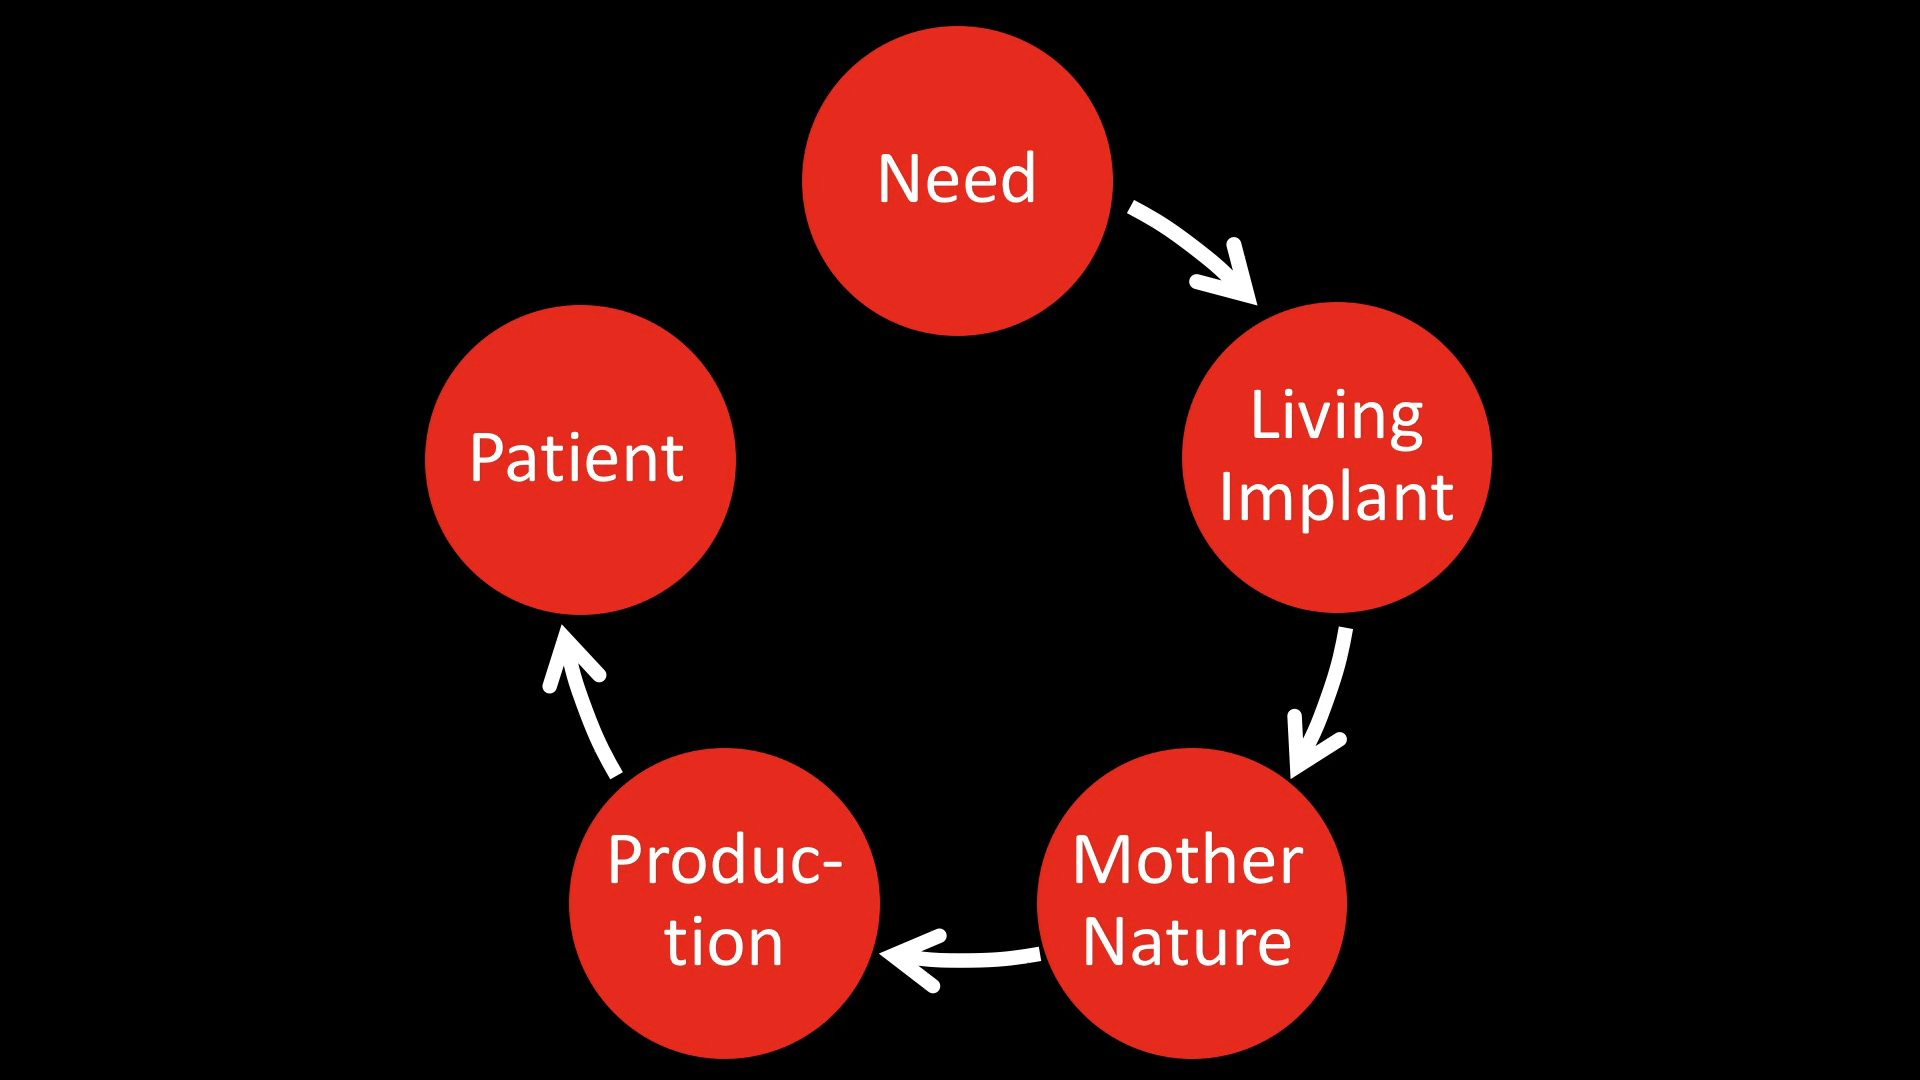 Need
Living
Implant
Mother
Nature
Produc-
tion
Patient